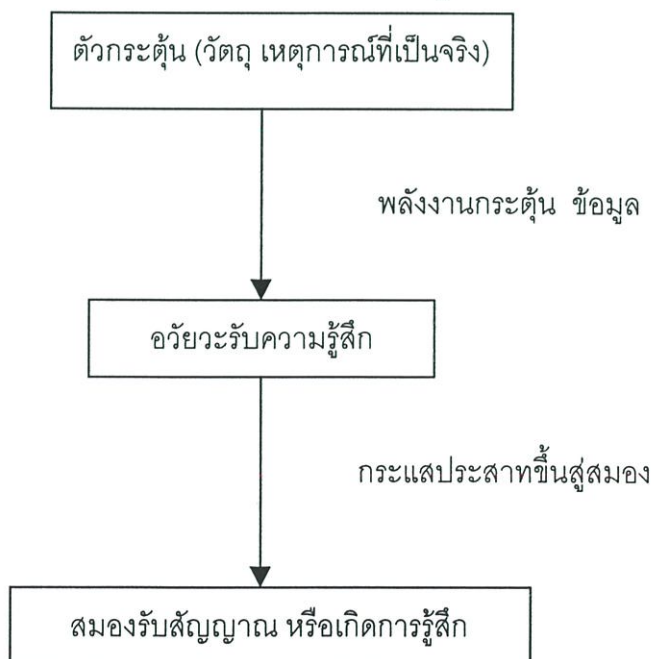 ตัวกระตุ้น (วัตถุ เหตุการณ์ที่เป็นจริง)
พลังงานกระตุ้น ข้อมูล
อวัยวะรับความรู้สึก
กระแสประสาทขึ้นสู่สมอง
สมองรับสัญญาณ หรือเกิดการรู้สึก